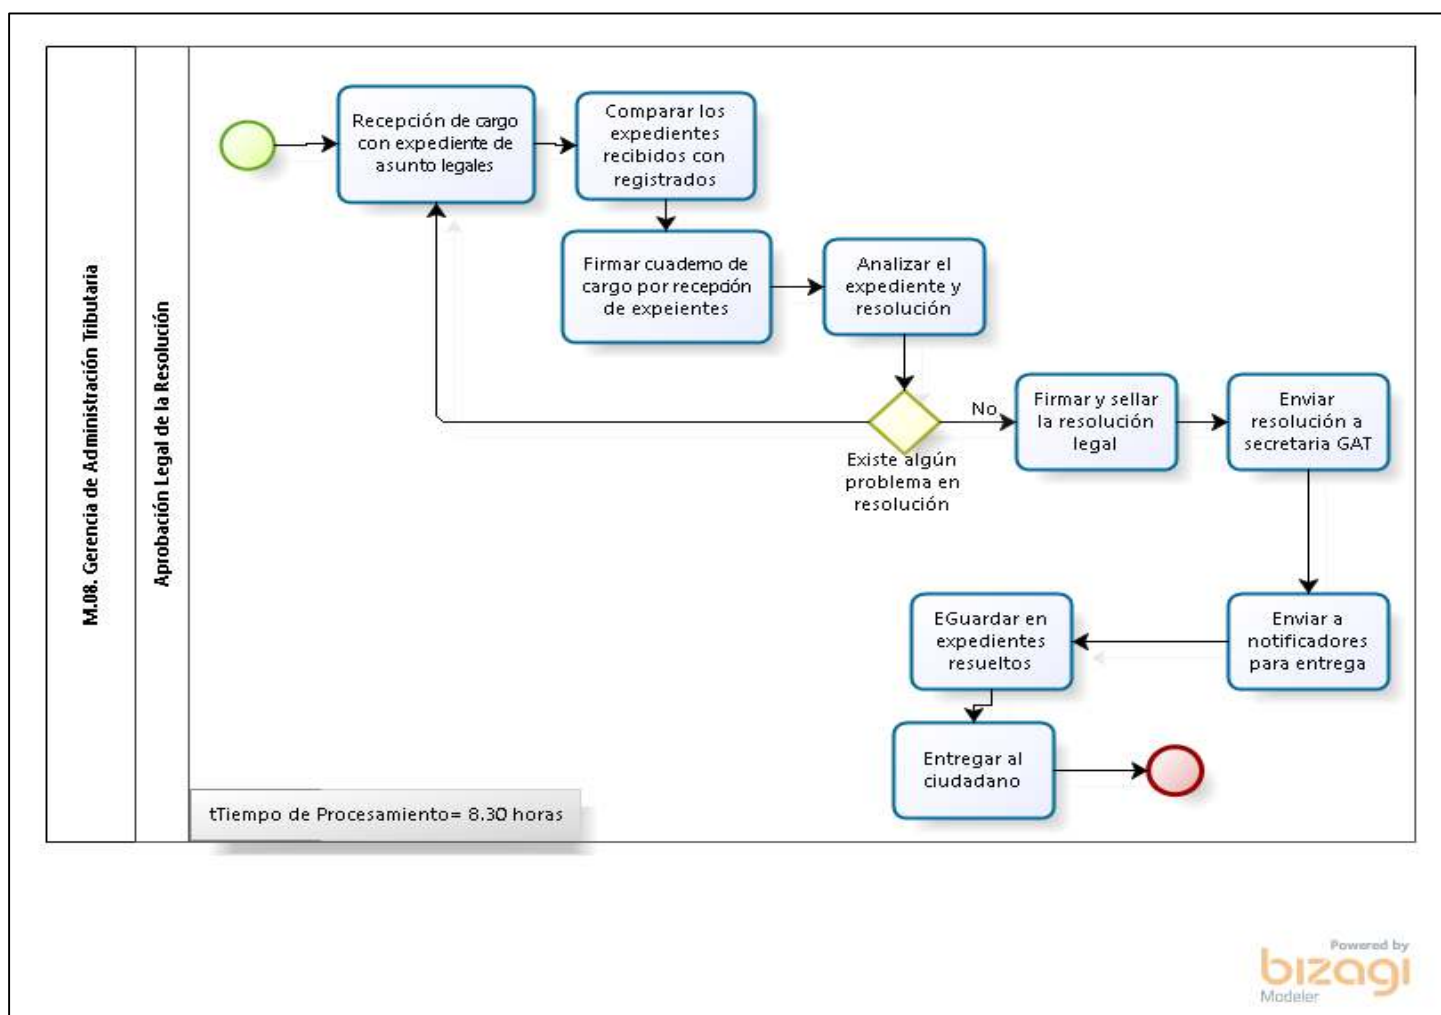 M.08. Gerencia de Administración Tributaria
Aprobación Legal de la Resolución
Recepción de cargo
con expediente de
asunto legales
Comparar los
expedientes
recibidos con
registrados
Firmar cuaderno de
cargo por recepción
de expeientes
Analizar el
expediente y
resolución
Existe algún
problema en
resolución
No
Firmar y sellar
la resolución
legal
Enviar
resolución a
secretaria GAT
Enviar a
notificadores
para entrega
EGuardar en
expedientes
resueltos
Entregar al
ciudadano
tTiempo de Procesamiento= 8.30 horas
Powered by
bizagi
Modeler